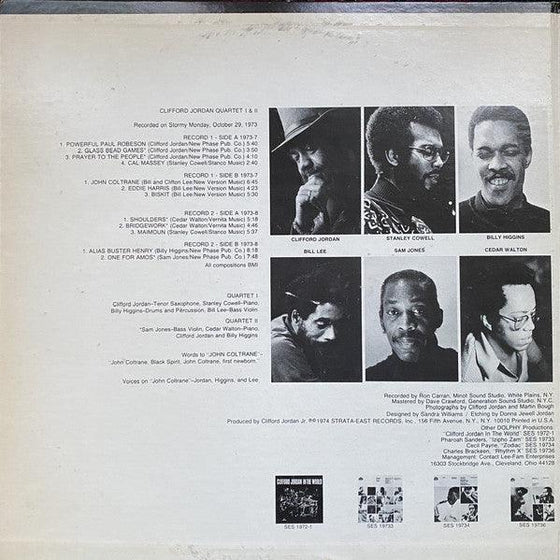 CLIFFORD JORDAN QUARTET I & II
Recorded on Stormy Monday, October 29, 1973
RECORD 1 - SIDE A 1973-7
1. POWERFUL PAUL ROBESON (Clifford Jordan/New Phase Pub. Co.) 5:40
2. GLASS BEAD GAMES* (Clifford Jordan/New Phase Pub. Co.) 3:00
3. PRAYER TO THE PEOPLE* (Clifford Jordan/New Phase Pub. Co.) 4:10
4. CAL MASSEY (Stanley Cowell/Stanco Music) 2:40
RECORD 1 - SIDE B 1973-7
1. JOHN COLTRANE (Bill and Clifton Lee/New Version Music) 6:45
2. EDDIE HARRIS (Bill Lee/New Version Music) 4:23
3. BISKIT (Bill Lee/New Version Music) 5:30
RECORD 2 - SIDE A 1973-8
1. SHOULDERS* (Cedar Walton/Vernita Music) 5:18
2. BRIDGEWORK* (Cedar Walton/Vernita Music) 4:46
3. MAIMOUN (Stanley Cowell/Stanco Music) 5:37
RECORD 2 - SIDE B 1973-8
1. ALIAS BUSTER HENRY (Billy Higgins/New Phase Pub. Co.) 8:18
2. ONE FOR AMOS* (Sam Jones/New Phase Pub. Co.) 7:48
All compositions BMI
QUARTET I
Clifford Jordan-Tenor Saxophone, Stanley Cowell-Piano,
Billy Higgins-Drums and Percussion, Bill Lee-Bass Violin
QUARTET II
*Sam Jones-Bass Violin, Cedar Walton-Piano,
Clifford Jordan and Billy Higgins
Words to "JOHN COLTRANE"-
"John Coltrane, Black Spirit, John Coltrane, first newborn."
Voices on "John Coltrane"-Jordan, Higgins, and Lee
CLIFFORD JORDAN
STANLEY COWELL
BILLY HIGGINS
BILL LEE
SAM JONES
CEDAR WALTON
Recorded by Ron Carran, Minot Sound Studio, White Plains, N.Y.
Mastered by Dave Crawford, Generation Sound Studio, N.Y.C.
Photographs by Clifford Jordan and Martin Bough
Designed by Sandra Williams / Etching by Donna Jewell Jordan
Produced by Clifford Jordan Jr. ℗©1974 STRATA-EAST RECORDS, Inc., 156 Fifth Avenue, N.Y., N.Y. 10010 Printed in U.S.A.
Other DOLPHY Productions
Clifford Jordan In The World" SES 1972-1
Pharoah Sanders, "Izipho Zam" SES 19733
Cecil Payne, "Zodiac" SES 19734
Charles Brackeen, "Rhythm X" SES 19736
Management: Contact Lee-Fam Enterprises
16303 Stockbridge Ave., Cleveland, Ohio 44128
CLIFFORD JORDAN IN THE WORLD
SES 1972-1
SES 19733
SES 19734
SES 19736